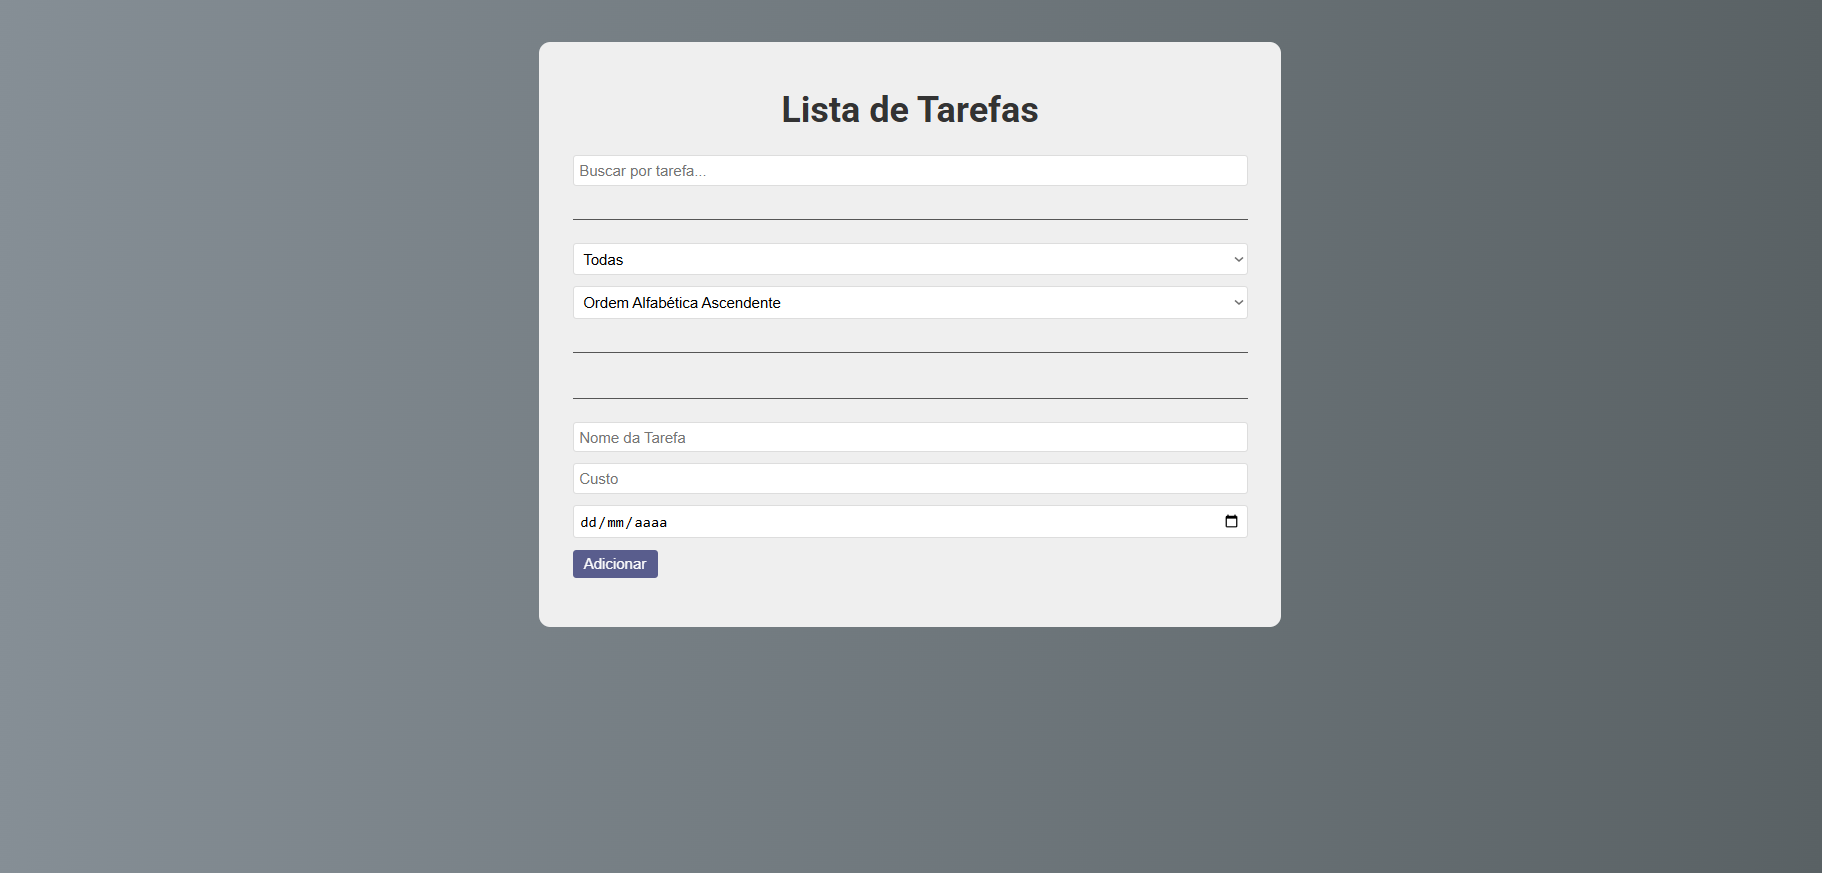 Lista de Tarefas
Buscar por tarefa...
Todas
Ordem Alfabética Ascendente
Nome da Tarefa
Custo
dd/mm/aaaa
Adicionar